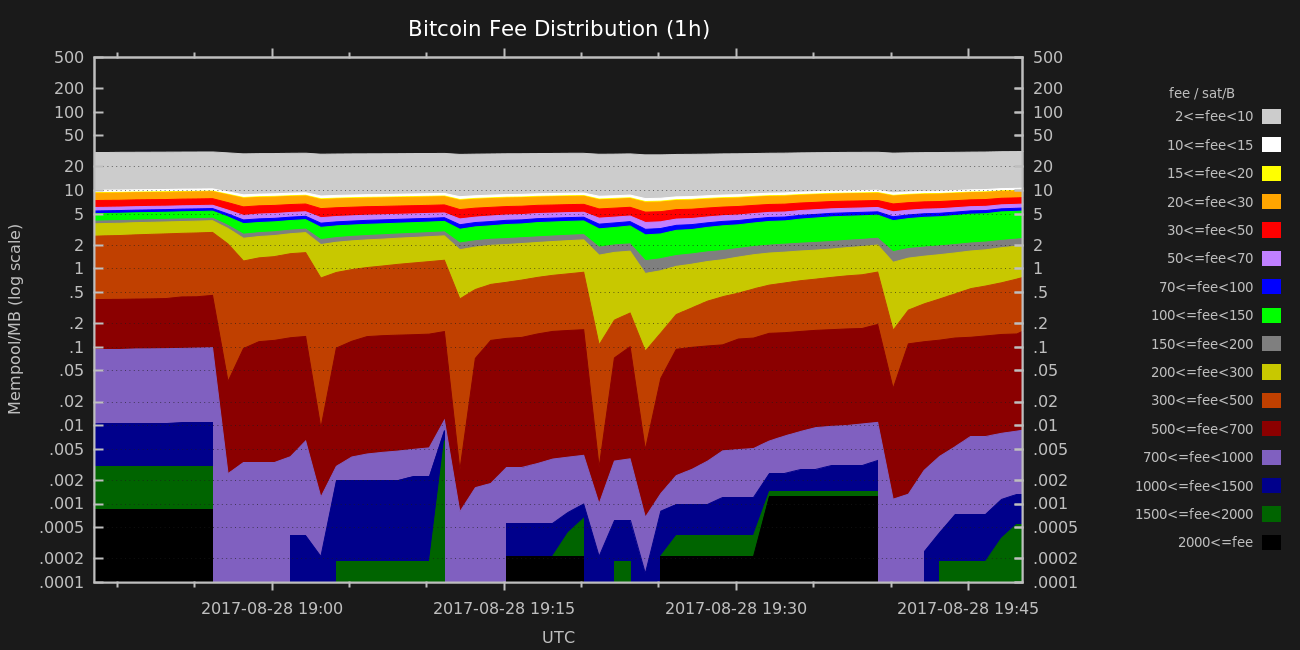 Bitcoin Fee Distribution (1h)
500
200
100
50
20
10
5
2
1
.5
.2
.1
.05
.02
.01
.005
.002
.001
.0005
.0002
.0001
Mempool/MB (log scale)
500
200
100
50
20
10
5
2
1
.5
.2
.1
.05
.02
.01
.005
.002
.001
.0005
.0002
.0001
2017-08-28 19:00 2017-08-28 19:15 2017-08-28 19:30 2017-08-28 19:45
UTC
fee / sat/B
2<=fee<10
10<=fee<15
15<=fee<20
20<=fee<30
30<=fee<50
50<=fee<70
70<=fee<100
100<=fee<150
150<=fee<200
200<=fee<300
300<=fee<500
500<=fee<700
700<=fee<1000
1000<=fee<1500
1500<=fee<2000
2000<=fee